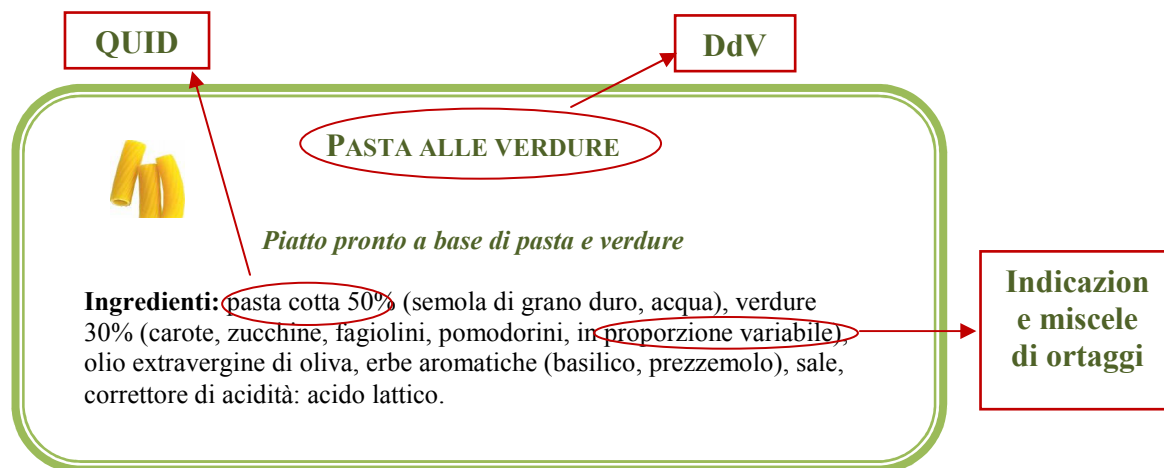 QUID
DdV
PASTA ALLE VERDURE
Piatto pronto a base di pasta e verdure
Ingredienti: pasta cotta 50% (semola di grano duro, acqua), verdure
30% (carote, zucchine, fagiolini, pomodorini, in proporzione variabile),
olio extravergine di oliva, erbe aromatiche (basilico, prezzemolo), sale,
correttore di acidità: acido lattico.
Indicazion
e miscele
di ortaggi